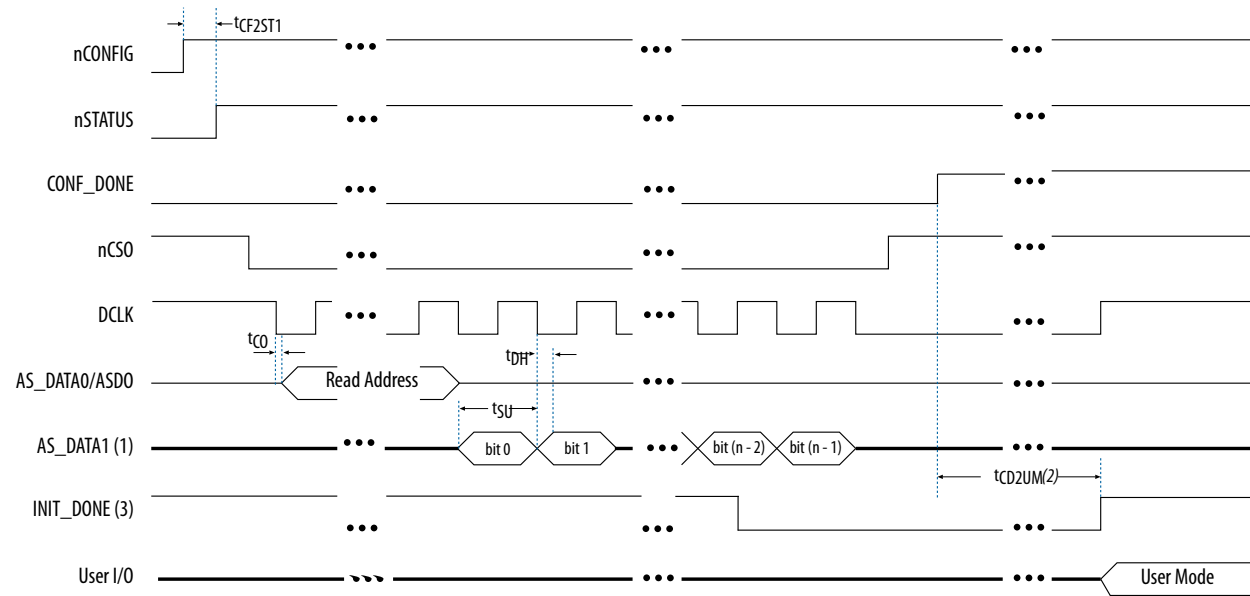 tCF2ST1
nCONFIG
nSTATUS
CONF_DONE
nCSO
DCLK
tCO
tDH
AS_DATA0/ASDO
Read Address
tSU
AS_DATA1 (1)
bit 0
bit 1
bit (n - 2)
bit (n - 1)
tCD2UM(2)
INIT_DONE (3)
User I/O
User Mode